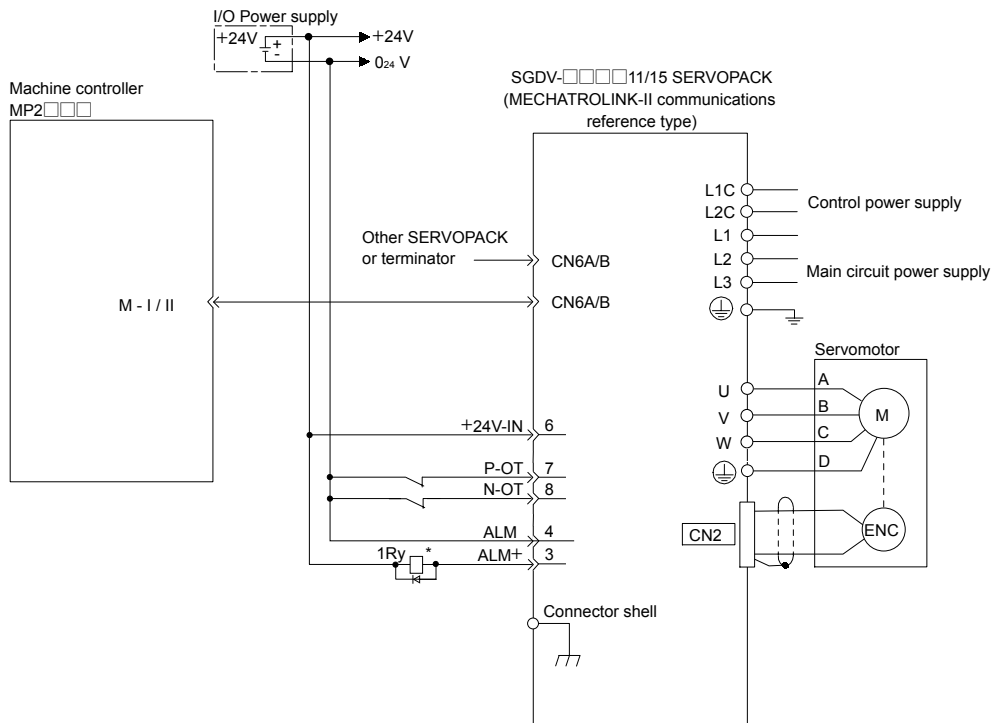 I/O Power supply
+24V
+
-
+24V
024 V
Machine controller
MP2□□□
SGDV-□□□□11/15 SERVOPACK
(MECHATROLINK-II communications
reference type)
L1C
L2C
Control power supply
L1
L2
L3
Main circuit power supply
Other SERVOPACK
or terminator
CN6A/B
M - I / II
CN6A/B
Servomotor
U
A
V
B
W
C
D
M
+24V-IN
6
P-OT
7
N-OT
8
ALM
4
1Ry
*
ALM+
3
CN2
ENC
Connector shell